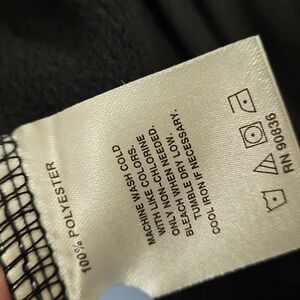 100% POLYESTER
MACHINE WASH COLD
WITH LIKE COLORS.
ONLY NON-CHLORINE
BLEACH WHEN NEEDED.
TUMBLE DRY LOW.
COOL IRON IF NECESSARY.
RN 90836